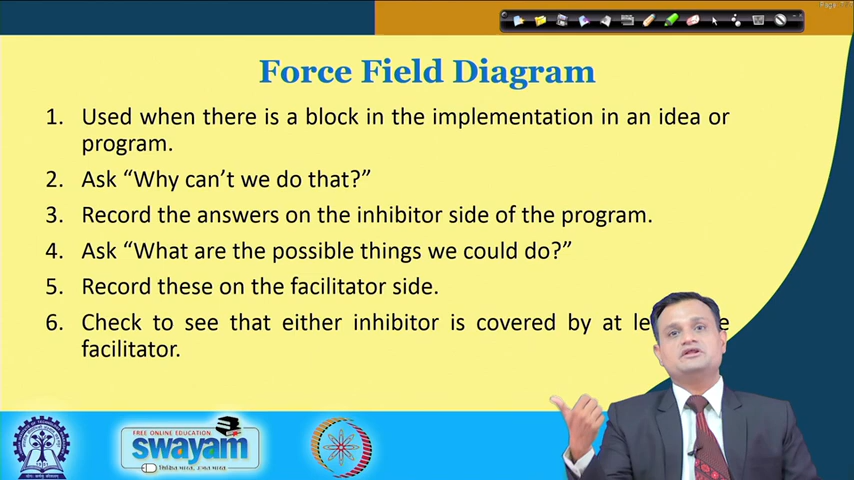 Force Field Diagram
1. Used when there is a block in the implementation in an idea or
program.
2. Ask “Why can’t we do that?”
3. Record the answers on the inhibitor side of the program.
4. Ask “What are the possible things we could do?”
5. Record these on the facilitator side.
6. Check to see that either inhibitor is covered by at
facilitator.
FREE ONLINE EDUCATION
swayam